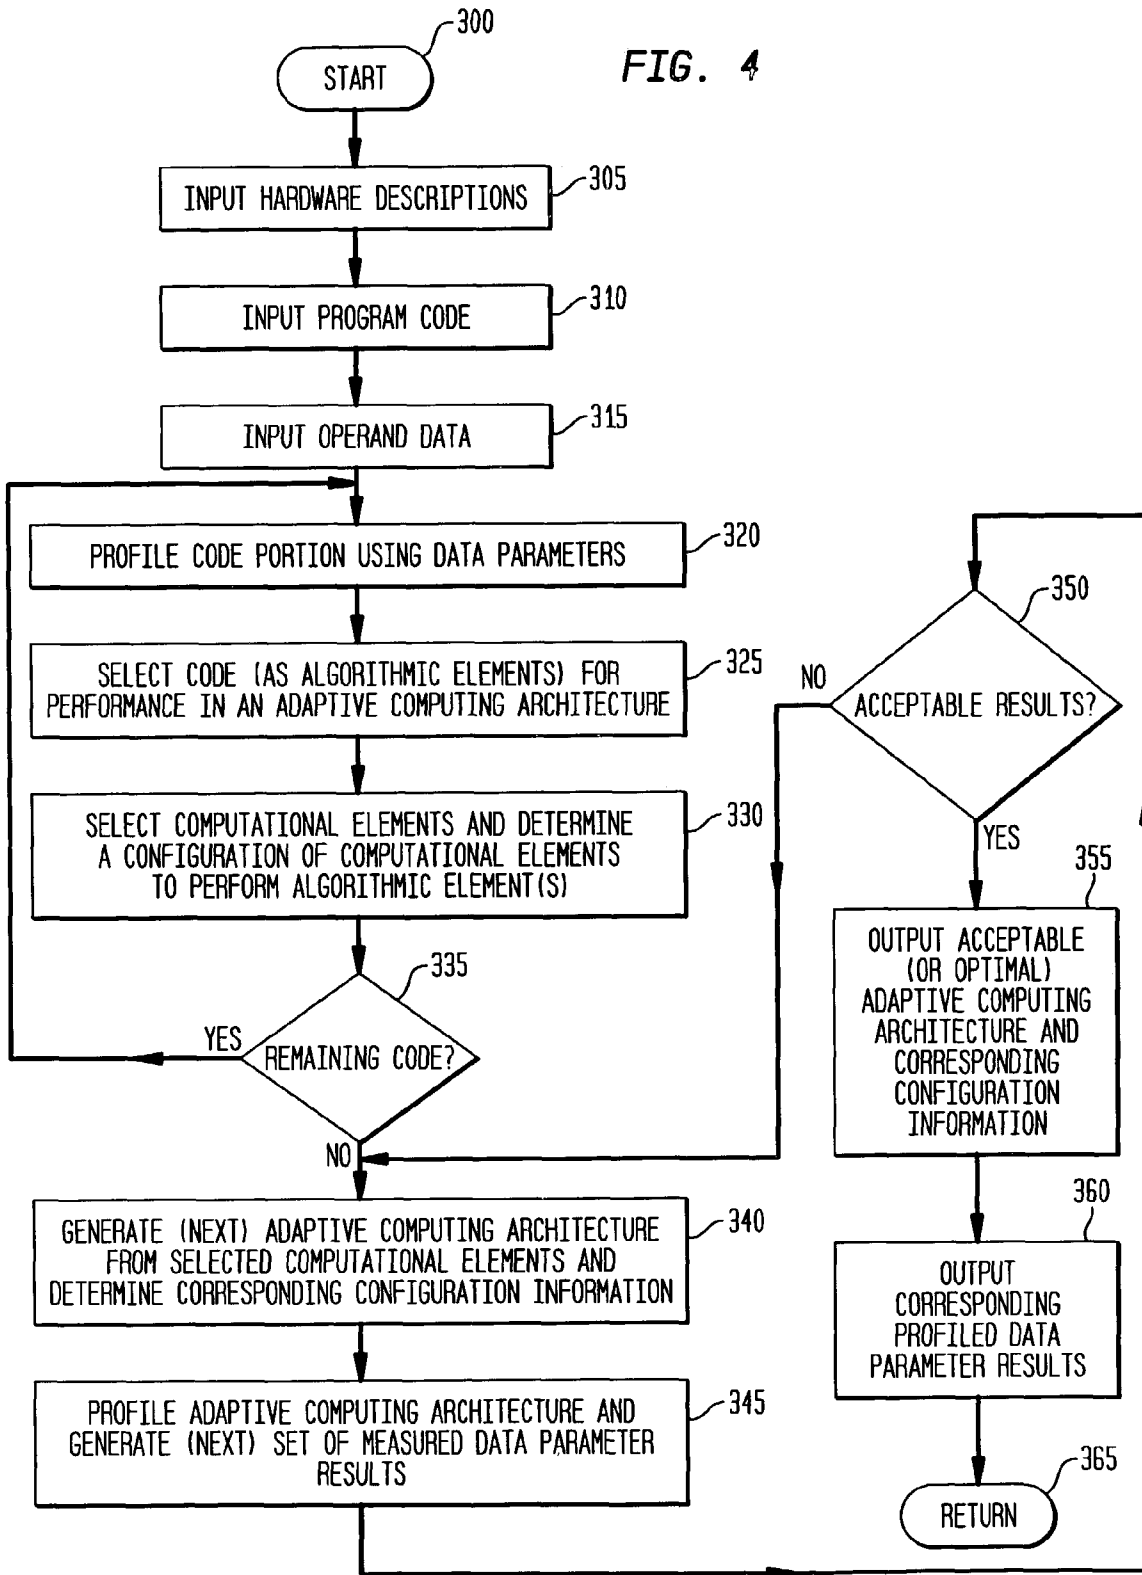 300
START
FIG. 4
305
INPUT HARDWARE DESCRIPTIONS
310
INPUT PROGRAM CODE
315
INPUT OPERAND DATA
320
PROFILE CODE PORTION USING DATA PARAMETERS
325
SELECT CODE (AS ALGORITHMIC ELEMENTS) FOR
PERFORMANCE IN AN ADAPTIVE COMPUTING ARCHITECTURE
330
SELECT COMPUTATIONAL ELEMENTS AND DETERMINE
A CONFIGURATION OF COMPUTATIONAL ELEMENTS
TO PERFORM ALGORITHMIC ELEMENT(S)
335
YES
REMAINING CODE?
NO
340
GENERATE (NEXT) ADAPTIVE COMPUTING ARCHITECTURE
FROM SELECTED COMPUTATIONAL ELEMENTS AND
DETERMINE CORRESPONDING CONFIGURATION INFORMATION
345
PROFILE ADAPTIVE COMPUTING ARCHITECTURE AND
GENERATE (NEXT) SET OF MEASURED DATA PARAMETER
RESULTS
350
NO
ACCEPTABLE RESULTS?
YES
355
OUTPUT ACCEPTABLE
(OR OPTIMAL)
ADAPTIVE COMPUTING
ARCHITECTURE AND
CORRESPONDING
CONFIGURATION
INFORMATION
360
OUTPUT
CORRESPONDING
PROFILED DATA
PARAMETER RESULTS
365
RETURN